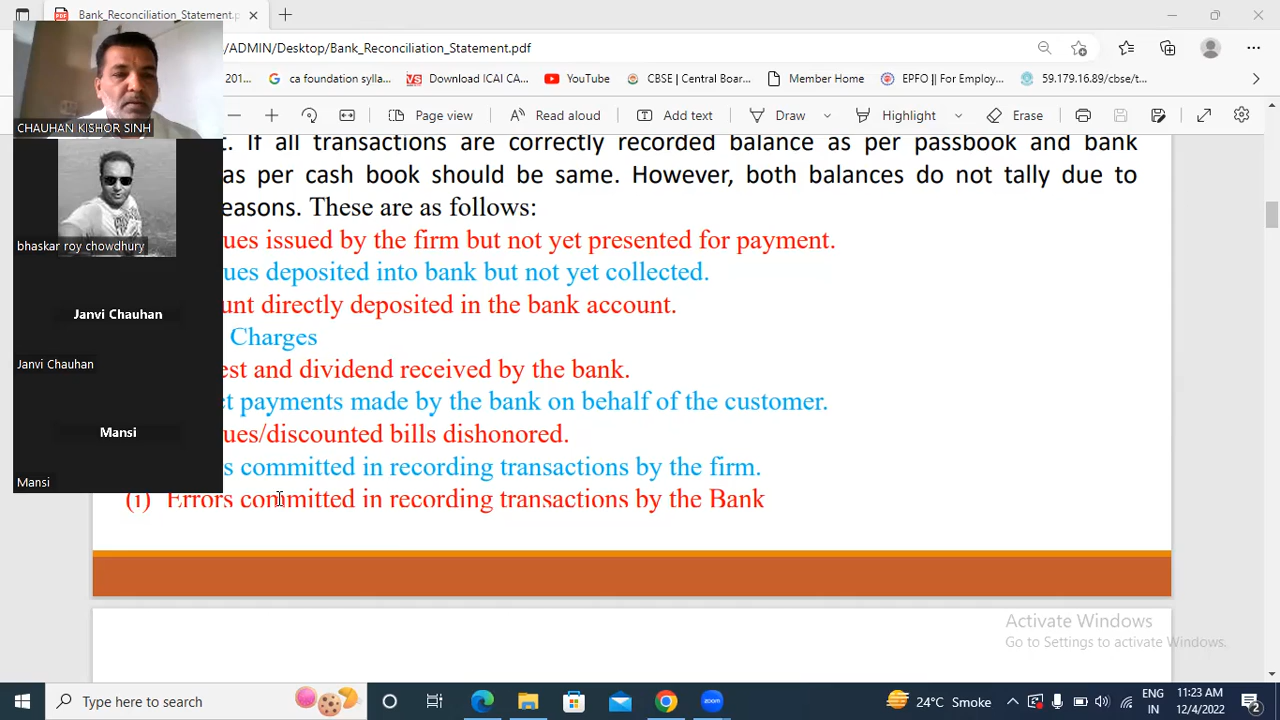 Bank_Reconciliation_Statement.p
/ADMIN/Desktop/Bank_Reconciliation_Statement.pdf
201...
ca foundation sylla...
Download ICAI CA...
YouTube
CBSE | Central Boar...
Member Home
EPFO || For Employ...
59.179.16.89/cbse/t...
Page view
Read aloud
Add text
Draw
Highlight
Erase
CHAUHAN KISHOR SINH
bhaskar roy chowdhury
Janvi Chauhan
Janvi Chauhan
Mansi
Mansi
t. If all transactions are correctly recorded balance as per passbook and bank
as per cash book should be same. However, both balances do not tally due to
easons. These are as follows:
ues issued by the firm but not yet presented for payment.
ues deposited into bank but not yet collected.
unt directly deposited in the bank account.
Charges
est and dividend received by the bank.
et payments made by the bank on behalf of the customer.
ues/discounted bills dishonored.
s committed in recording transactions by the firm.
(i) Errors committed in recording transactions by the Bank
Activate Windows
Go to Settings to activate Windows.
Type here to search
zoom
24°C Smoke
ENG
IN
11:23 AM
12/4/2022
2